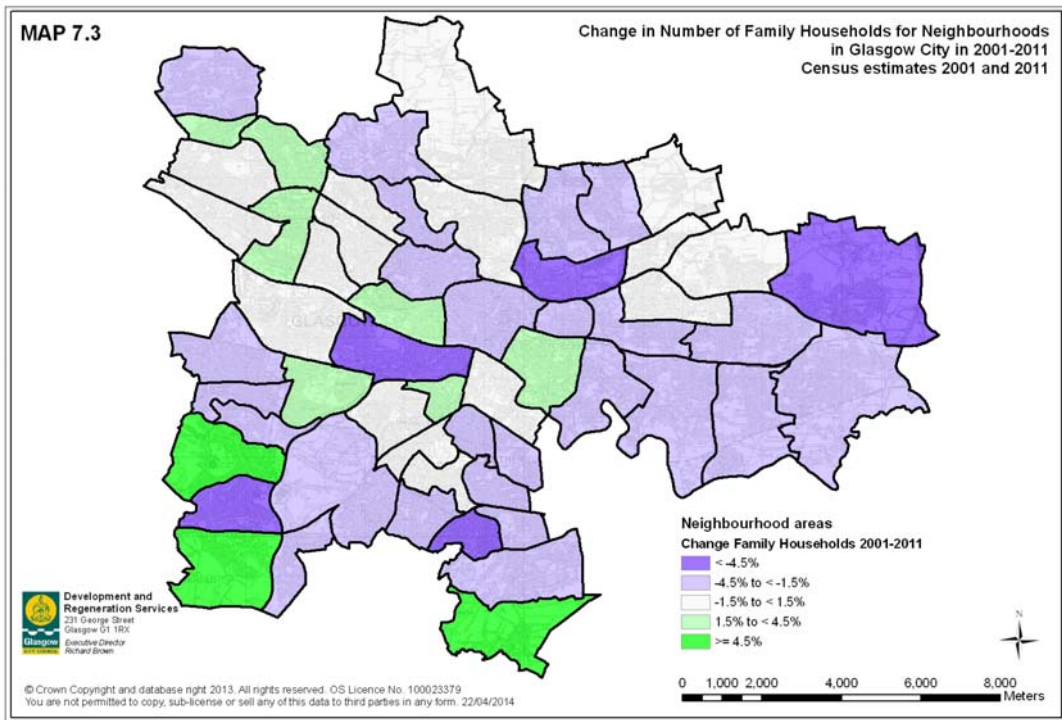 MAP 7.3
Change in Number of Family Households for Neighbourhoods
in Glasgow City in 2001-2011
Census estimates 2001 and 2011
Neighbourhood areas
Change Family Households 2001-2011
< -4.5%
-4.5% to < -1.5%
-1.5% to < 1.5%
1.5% to < 4.5%
>= 4.5%
Glasgow
CITY COUNCIL
Development and
Regeneration Services
231 George Street
Glasgow G1 1RX
Executive Director
Richard Brown
N
0 1,000 2,000 4,000 6,000 8,000
Meters
© Crown Copyright and database right 2013. All rights reserved. OS Licence No. 100023379
You are not permitted to copy, sub-license or sell any of this data to third parties in any form. 22/04/2014